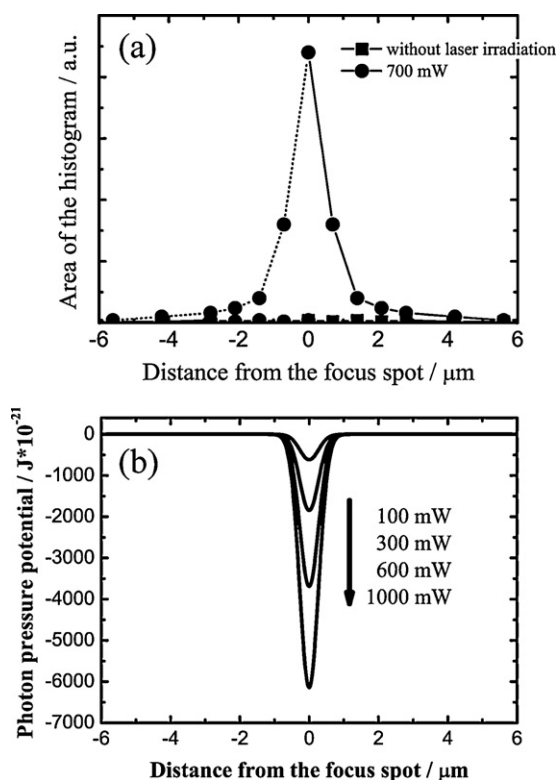 (a)
without laser irradiation
700 mW
Area of the histogram / a.u.
-6 -4 -2 0 2 4 6
Distance from the focus spot / μm
(b)
0
-1000
-2000
-3000
-4000
-5000
-6000
-7000
Photon pressure potential / J*10^-21
100 mW
300 mW
600 mW
1000 mW
-6 -4 -2 0 2 4 6
Distance from the focus spot / μm